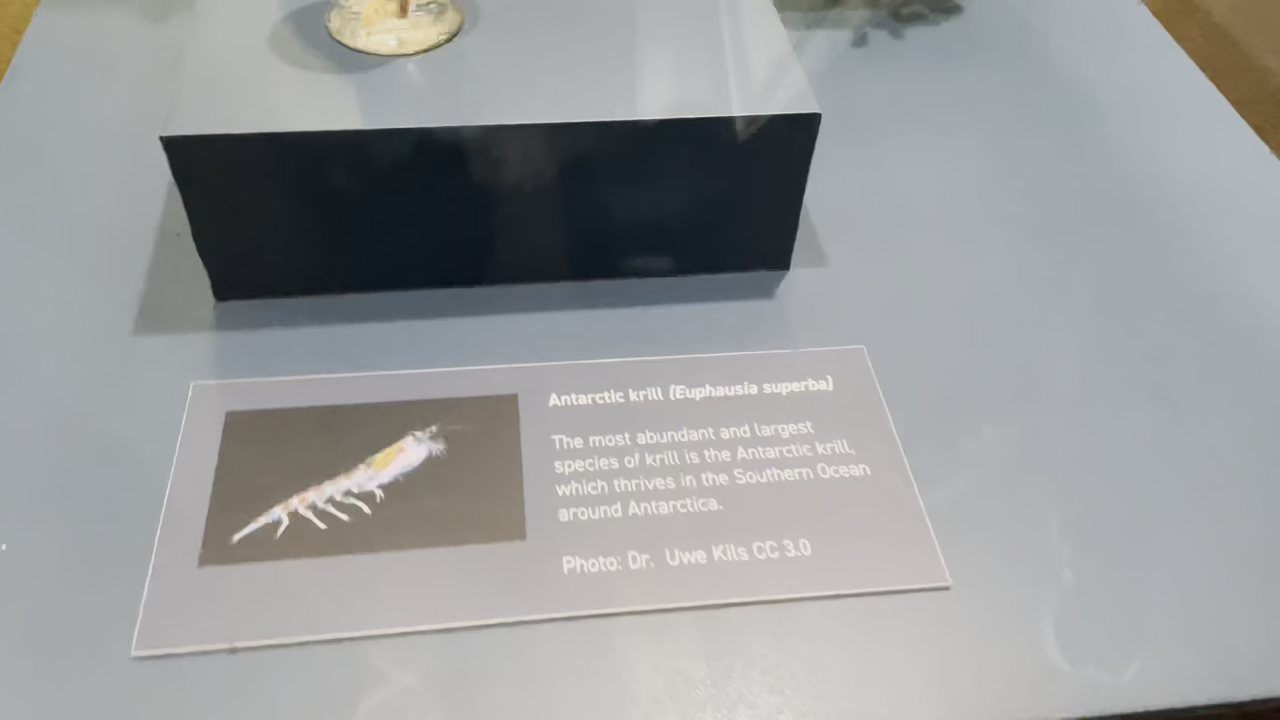 Antarctic krill (Euphausia superba)
The most abundant and largest
species of krill is the Antarctic krill,
which thrives in the Southern Ocean
around Antarctica.
Photo: Dr. Uwe Kils CC 3.0